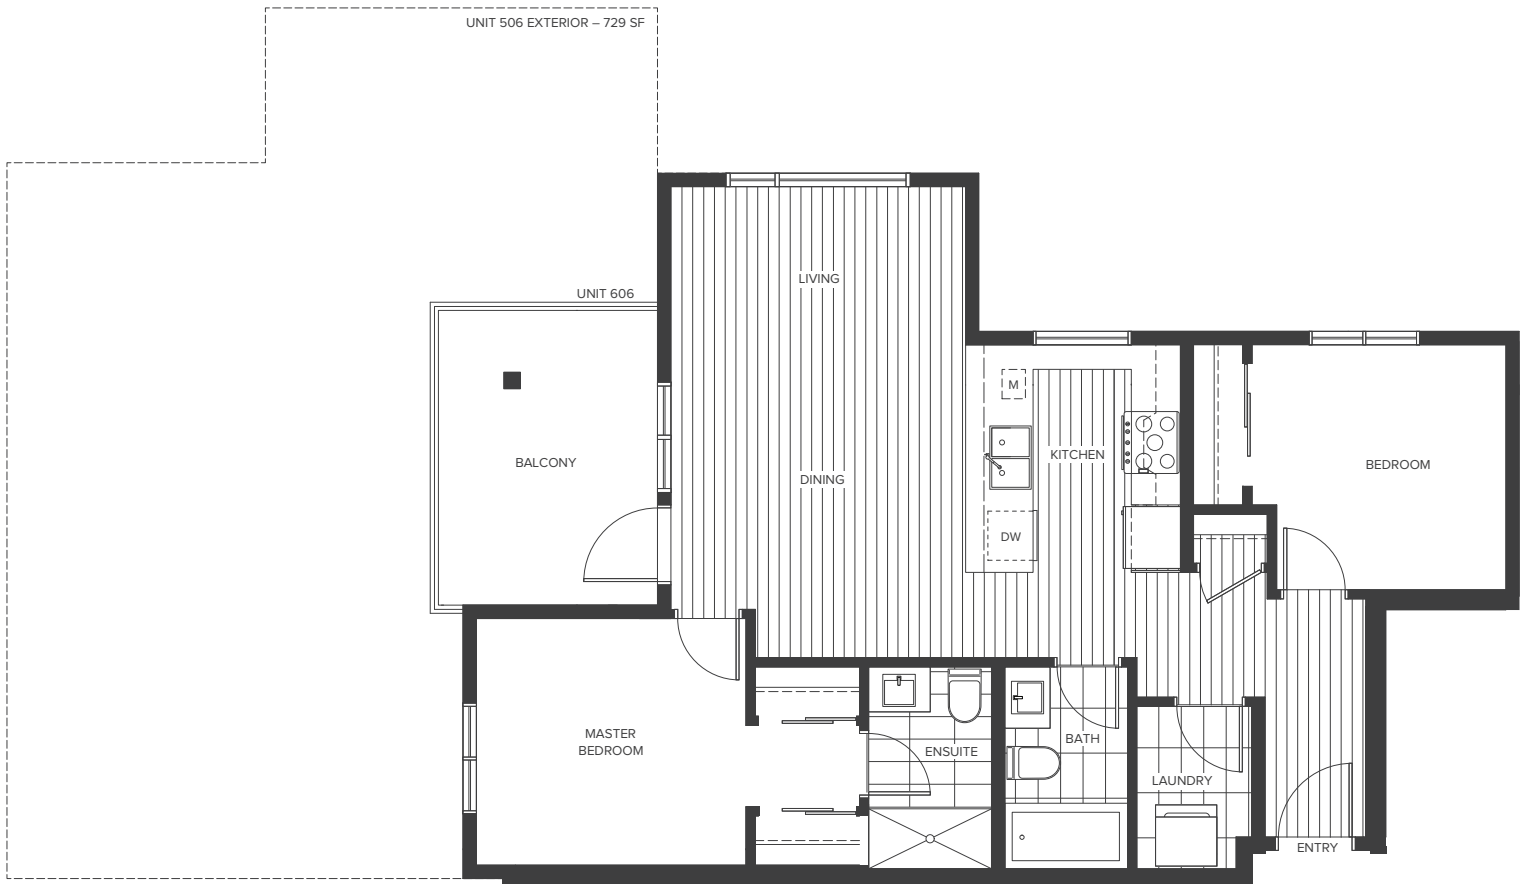 UNIT 506 EXTERIOR – 729 SF
LIVING
UNIT 606
M
KITCHEN
BALCONY
BEDROOM
DINING
DW
MASTER
BEDROOM
ENSUITE
BATH
LAUNDRY
ENTRY